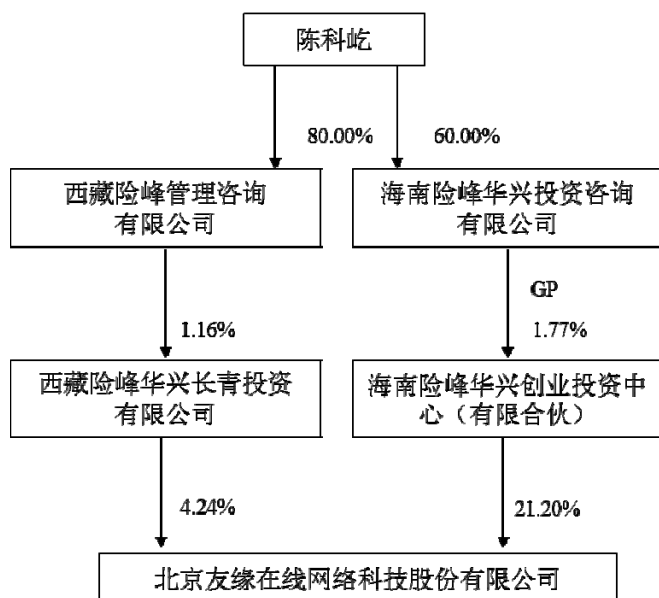 陈科屹
80.00%
60.00%
西藏险峰管理咨询
有限公司
海南险峰华兴投资咨询
有限公司
GP
1.16%
1.77%
西藏险峰华兴长青投资
有限公司
海南险峰华兴创业投资中
心（有限合伙）
4.24%
21.20%
北京友缘在线网络科技股份有限公司